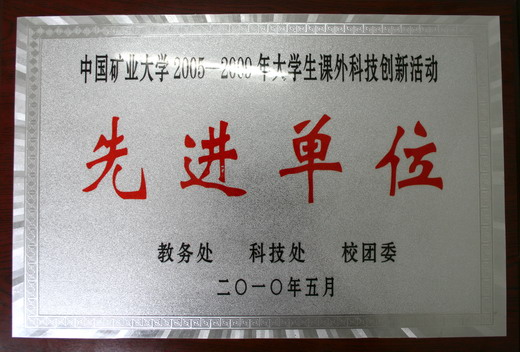 中国矿业大学2005—2009年大学生课外科技创新活动
先进单位
教务处 科技处 校团委
二〇一〇年五月